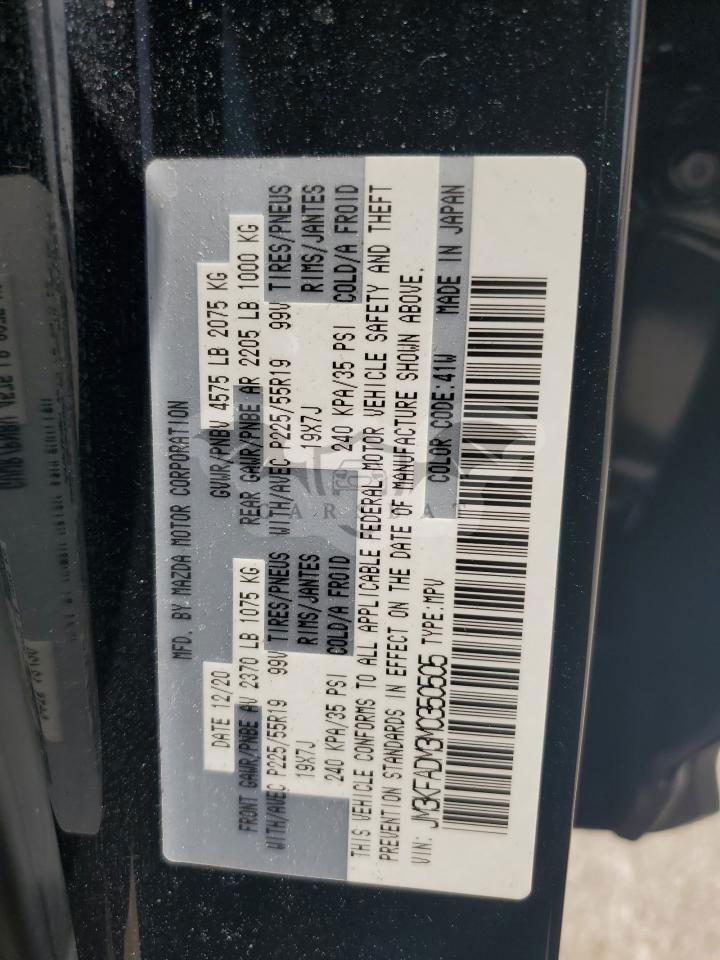 MFD. BY MAZDA MOTOR CORPORATION
DATE 12/20 GVWR/PNBV 4575 LB 2075 KG
FRONT GAWR/PNBE AV 2370 LB 1075 KG REAR GAWR/PNBE AR 2205 LB 1000 KG
WITH/AVEC P225/55R19 99V TIRES/PNEUS WITH/AVEC P225/55R19 99V TIRES/PNEUS
19X7J RIMS/JANTES 19X7J RIMS/JANTES
240 KPA/35 PSI COLD/A FROID 240 KPA/35 PSI COLD/A FROID
THIS VEHICLE CONFORMS TO ALL APPLICABLE FEDERAL MOTOR VEHICLE SAFETY AND THEFT
PREVENTION STANDARDS IN EFFECT ON THE DATE OF MANUFACTURE SHOWN ABOVE.
VIN: JM3KFADM3M0350505 TYPE:MPV COLOR CODE:41W MADE IN JAPAN